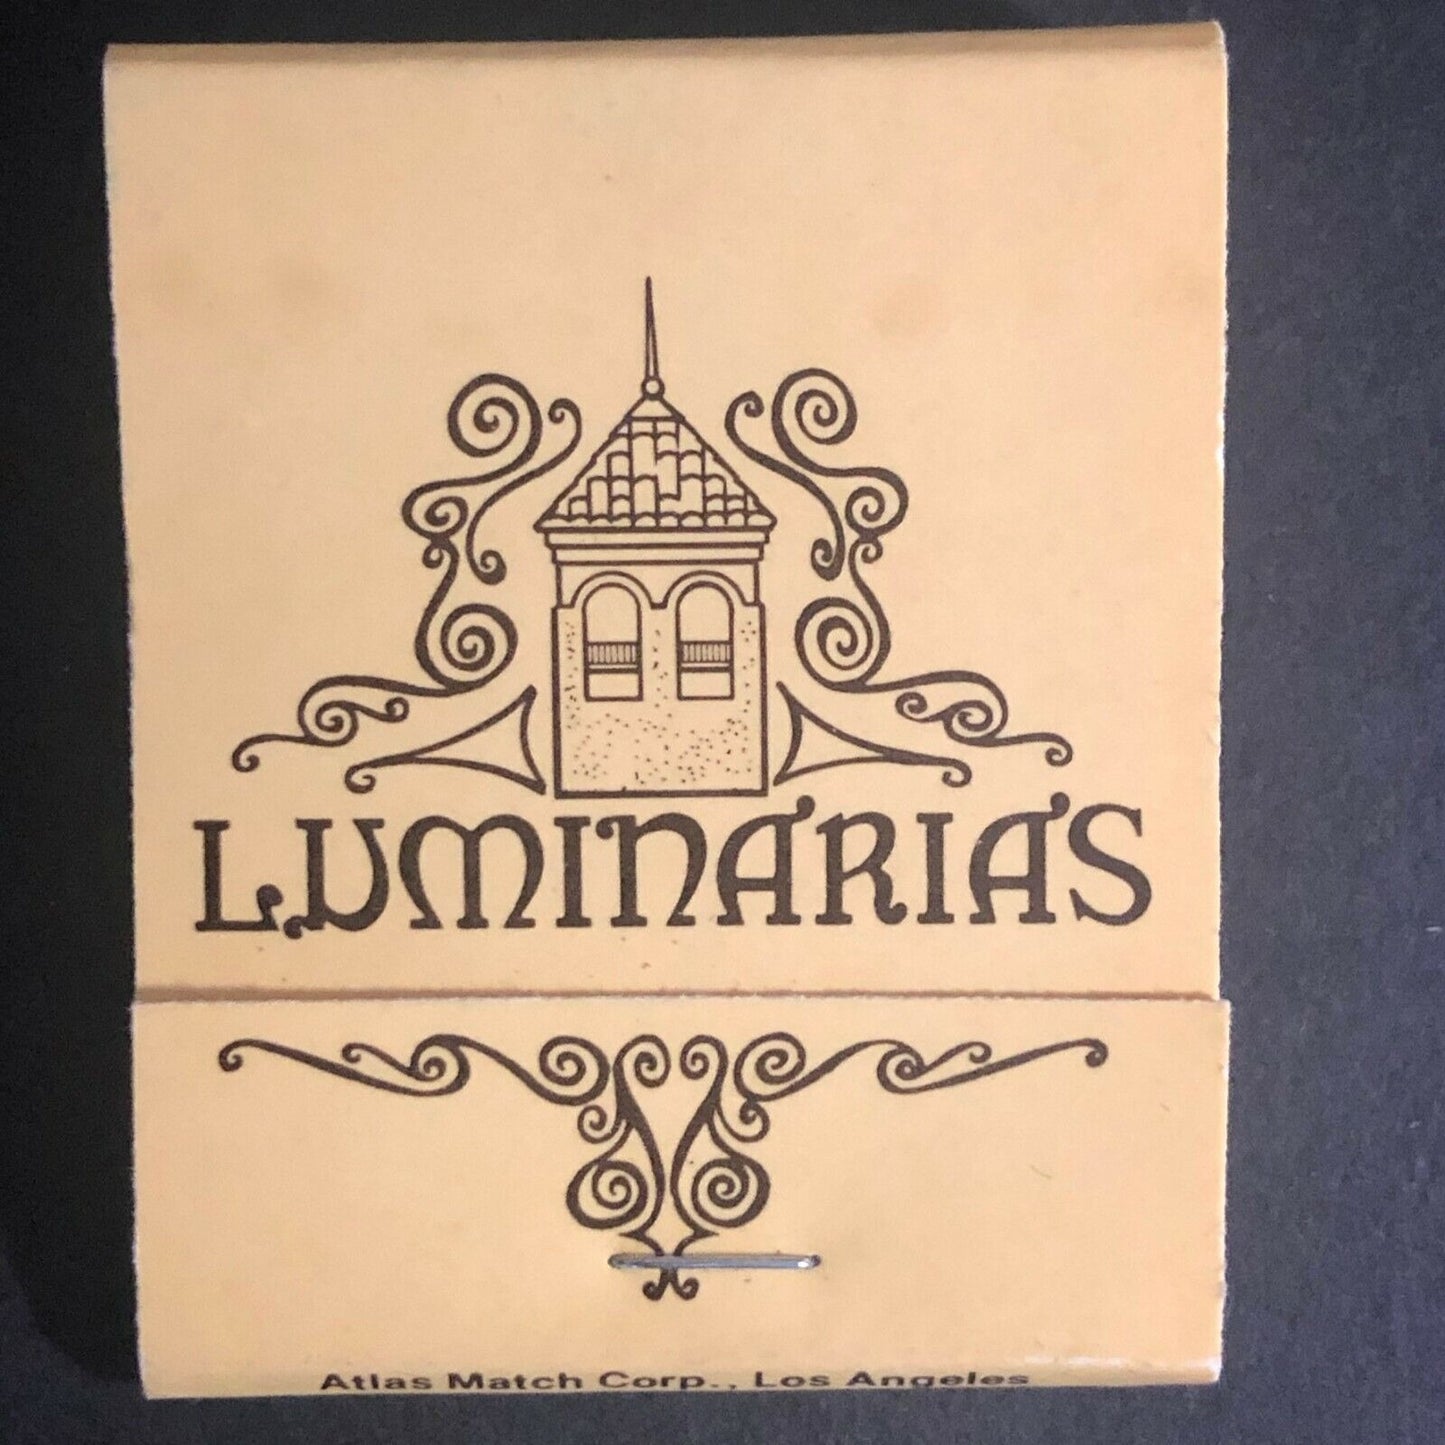 LUMINARIAS
Atlas Match Corp., Los Angeles